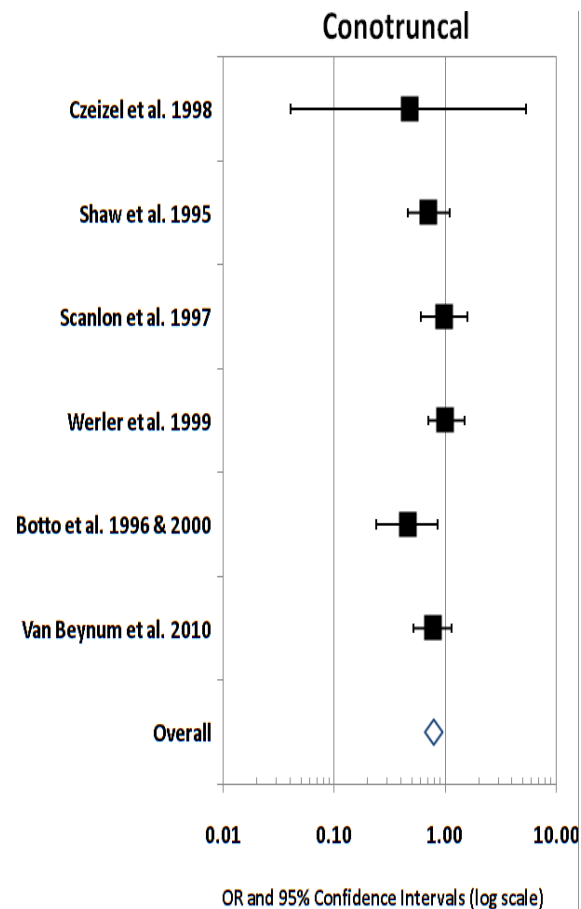 Conotruncal
Czeizel et al. 1998
Shaw et al. 1995
Scanlon et al. 1997
Werler et al. 1999
Botto et al. 1996 & 2000
Van Beynum et al. 2010
Overall
0.01 0.10 1.00 10.00
OR and 95% Confidence Intervals (log scale)